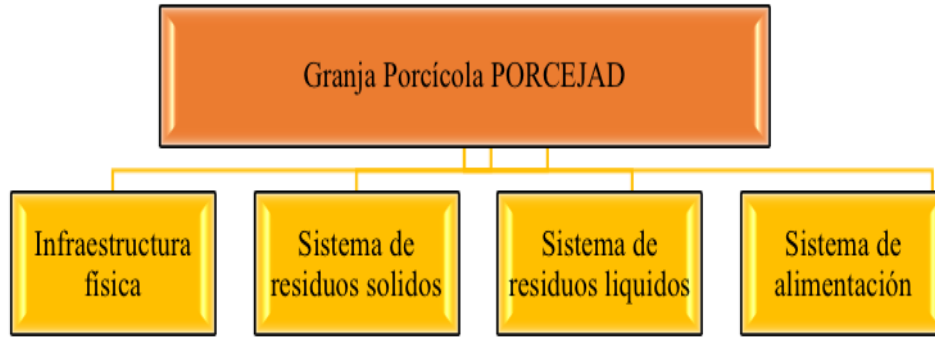 Granja Porcícola PORCEJAD
Infraestructura
física
Sistema de
residuos solidos
Sistema de
residuos liquidos
Sistema de
alimentación